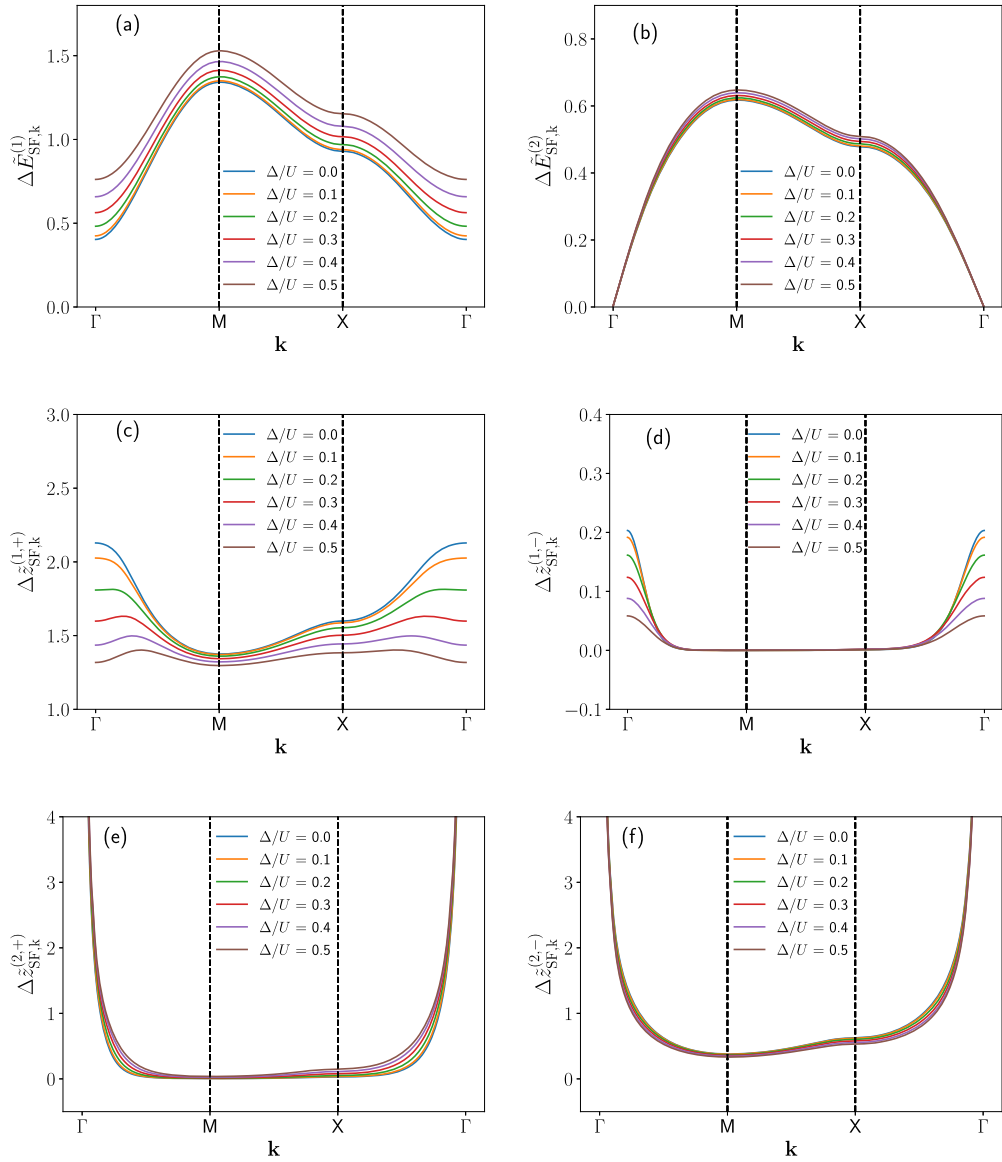 (a)
ΔẼ^{(1)}_{SF,k}
1.5
1.0
0.5
0.0
Δ/U = 0.0
Δ/U = 0.1
Δ/U = 0.2
Δ/U = 0.3
Δ/U = 0.4
Δ/U = 0.5
Γ M X Γ
k
(b)
ΔẼ^{(2)}_{SF,k}
0.8
0.6
0.4
0.2
0.0
Δ/U = 0.0
Δ/U = 0.1
Δ/U = 0.2
Δ/U = 0.3
Δ/U = 0.4
Δ/U = 0.5
Γ M X Γ
k
(c)
Δz̃^{(1,+)}_{SF,k}
3.0
2.5
2.0
1.5
1.0
Δ/U = 0.0
Δ/U = 0.1
Δ/U = 0.2
Δ/U = 0.3
Δ/U = 0.4
Δ/U = 0.5
Γ M X Γ
k
(d)
Δz̃^{(1,−)}_{SF,k}
0.4
0.3
0.2
0.1
0.0
−0.1
Δ/U = 0.0
Δ/U = 0.1
Δ/U = 0.2
Δ/U = 0.3
Δ/U = 0.4
Δ/U = 0.5
Γ M X Γ
k
(e)
Δz̃^{(2,+)}_{SF,k}
4
3
2
1
0
Δ/U = 0.0
Δ/U = 0.1
Δ/U = 0.2
Δ/U = 0.3
Δ/U = 0.4
Δ/U = 0.5
Γ M X Γ
k
(f)
Δz̃^{(2,−)}_{SF,k}
4
3
2
1
0
Δ/U = 0.0
Δ/U = 0.1
Δ/U = 0.2
Δ/U = 0.3
Δ/U = 0.4
Δ/U = 0.5
Γ M X Γ
k